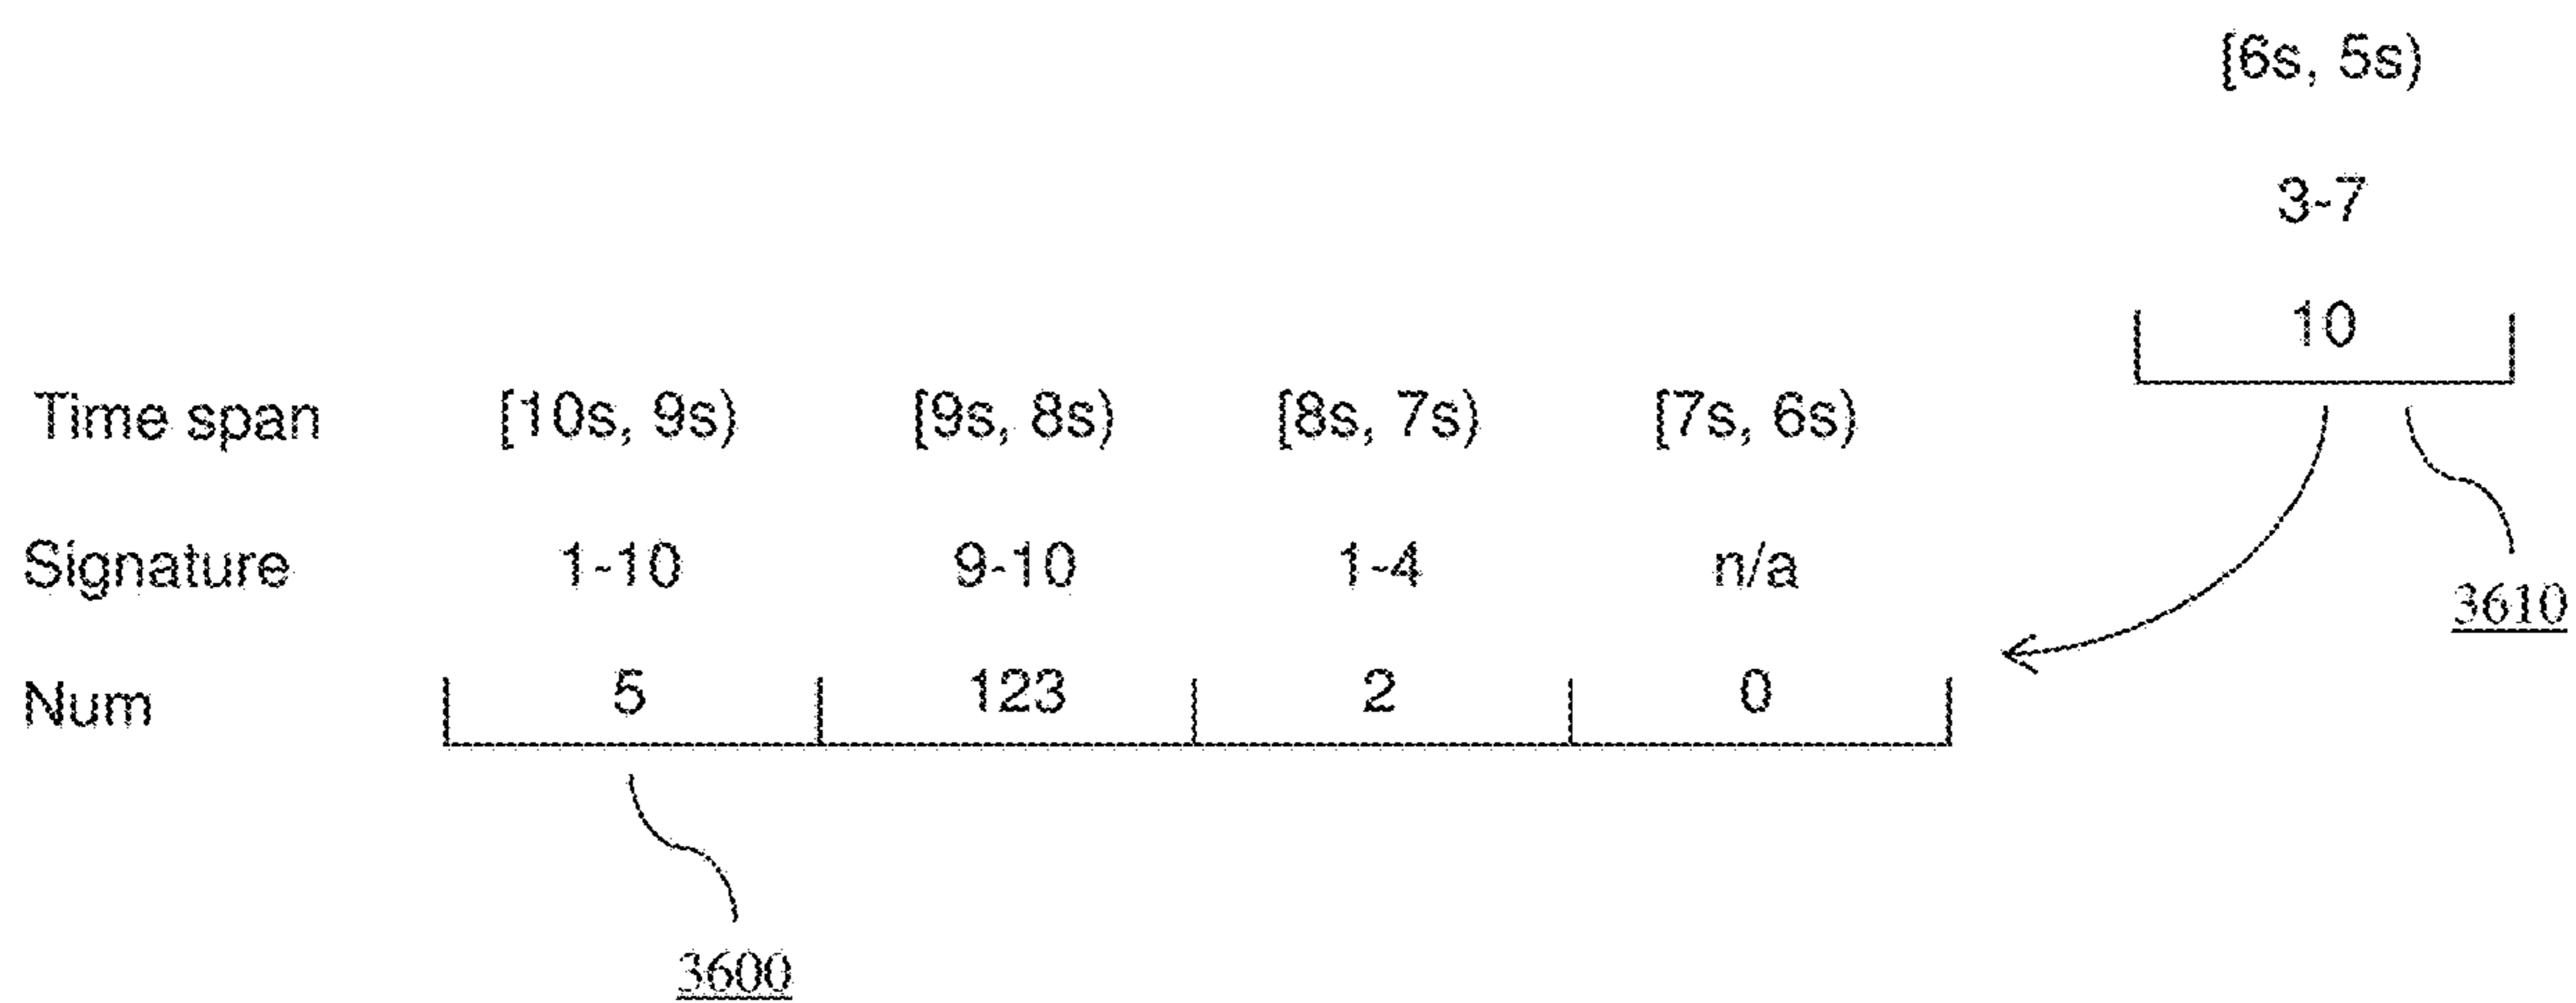 [6s, 5s)
3-7
10
Time span [10s, 9s) [9s, 8s) [8s, 7s) [7s, 6s)
Signature 1-10 9-10 1-4 n/a
3610
Num 5 123 2 0
3600